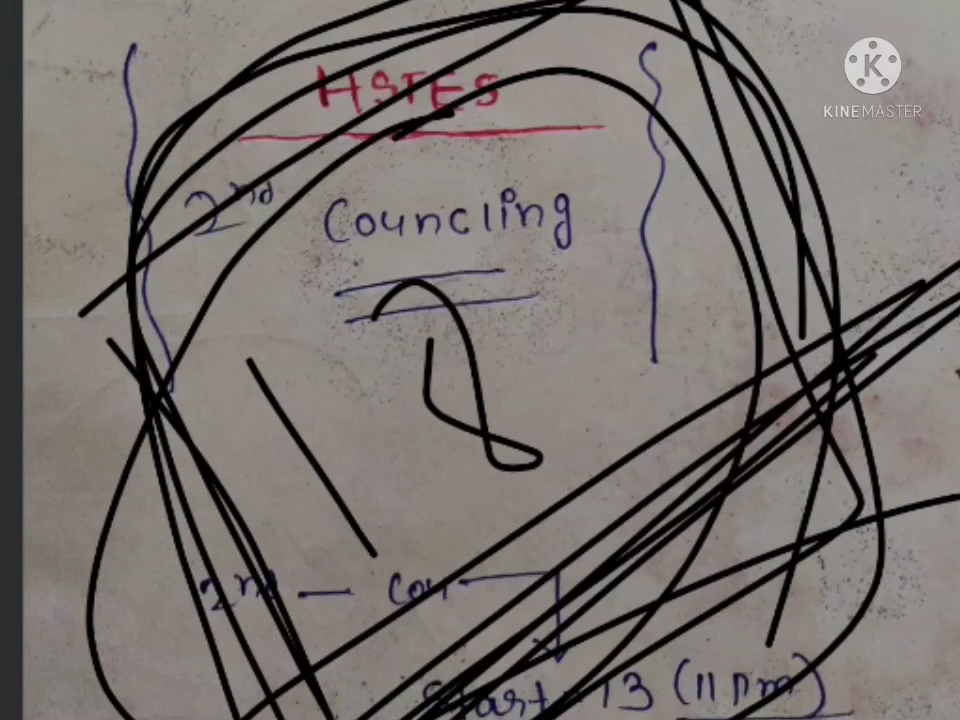 KINEMASTER
HSTES
2nd Councling
2nd — Cou
Start 13 (11 pm)